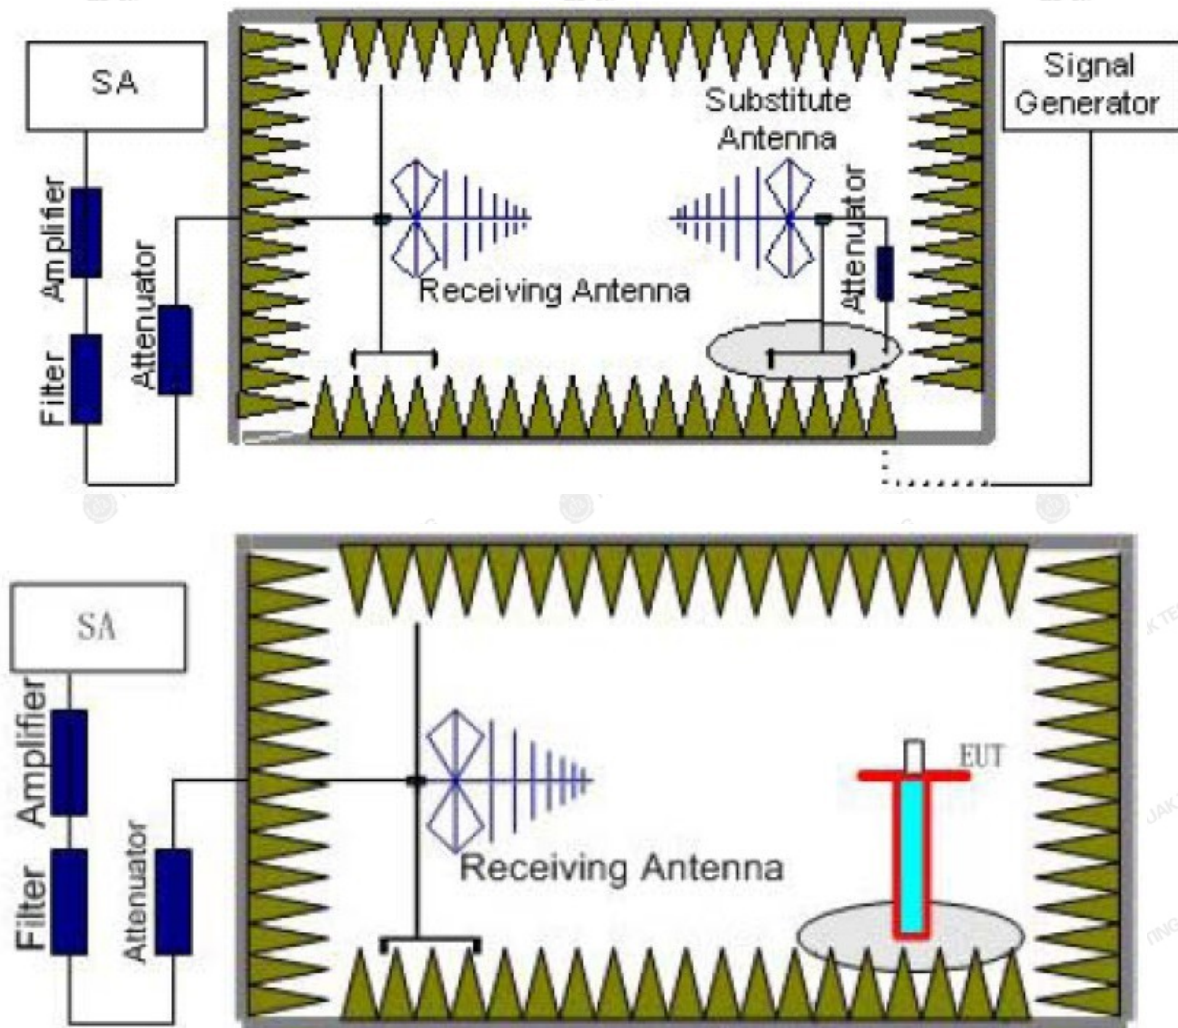 SA
Signal
Generator
Substitute
Antenna
Amplifier
Attenuator
Attenuator
Receiving Antenna
Filter
SA
Amplifier
EUT
Receiving Antenna
Filter
Attenuator